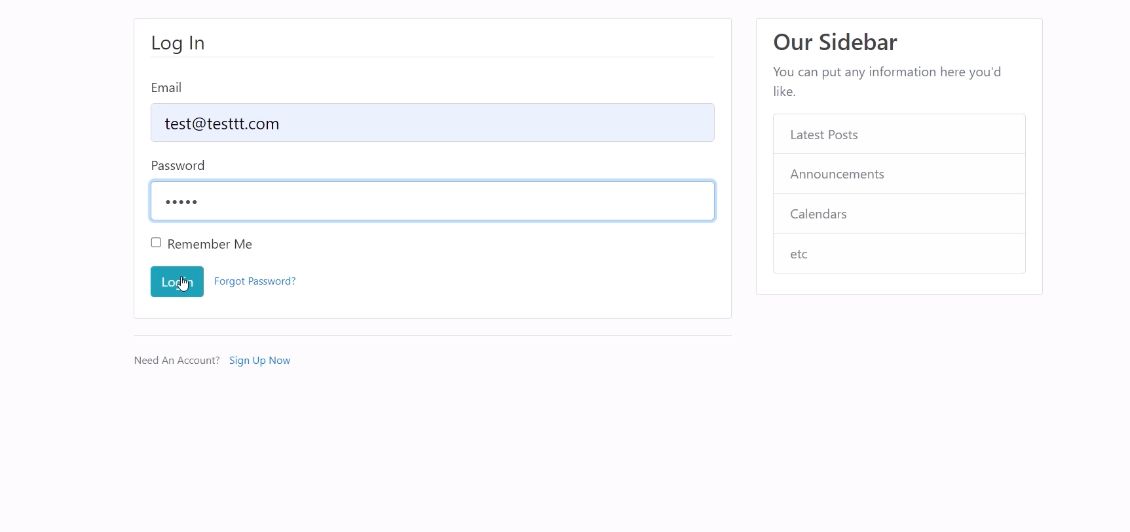 Log In
Email
test@testtt.com
Password
•••••
Remember Me
Forgot Password?
Need An Account? Sign Up Now
Our Sidebar
You can put any information here you'd
like.
Latest Posts
Announcements
Calendars
etc